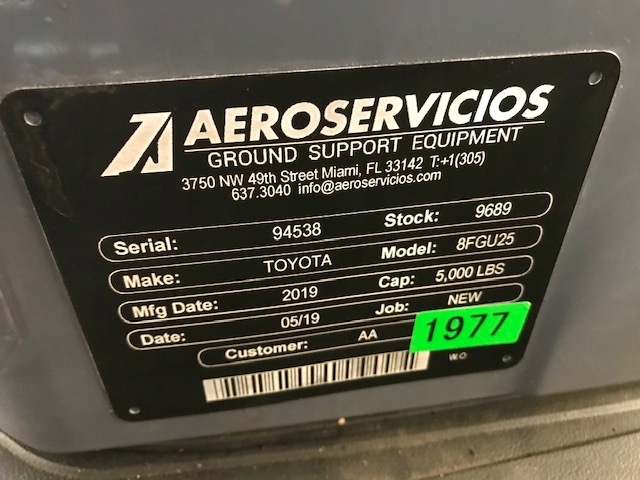 AEROSERVICIOS
GROUND SUPPORT EQUIPMENT
3750 NW 49th Street Miami, FL 33142 T:+1(305)
637.3040 info@aeroservicios.com
Serial: 94538 Stock: 9689
Make: TOYOTA Model: 8FGU25
Mfg Date: 2019 Cap: 5,000 LBS
Date: 05/19 Job: NEW
Customer: AA
1977
W.O